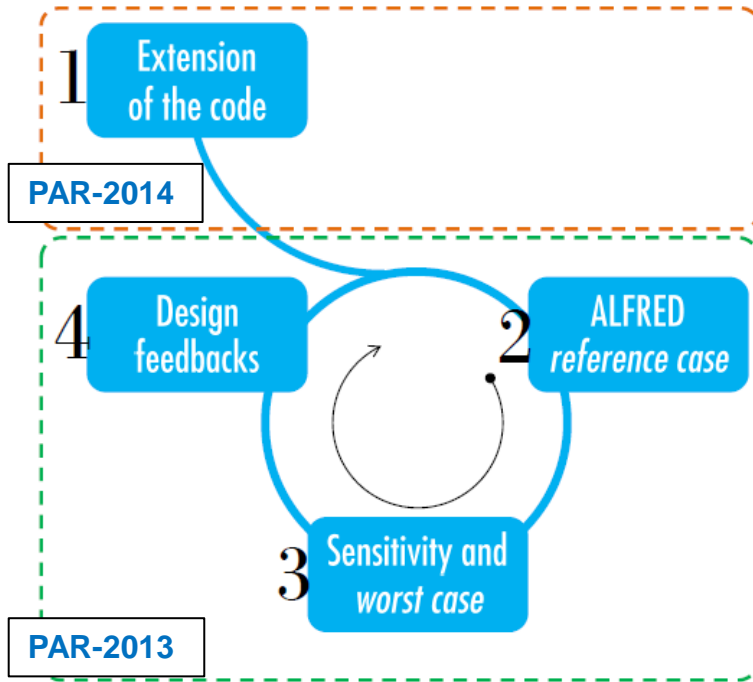 1
Extension
of the code
PAR-2014
4
Design
feedbacks
2
ALFRED
reference case
3
Sensitivity and
worst case
PAR-2013